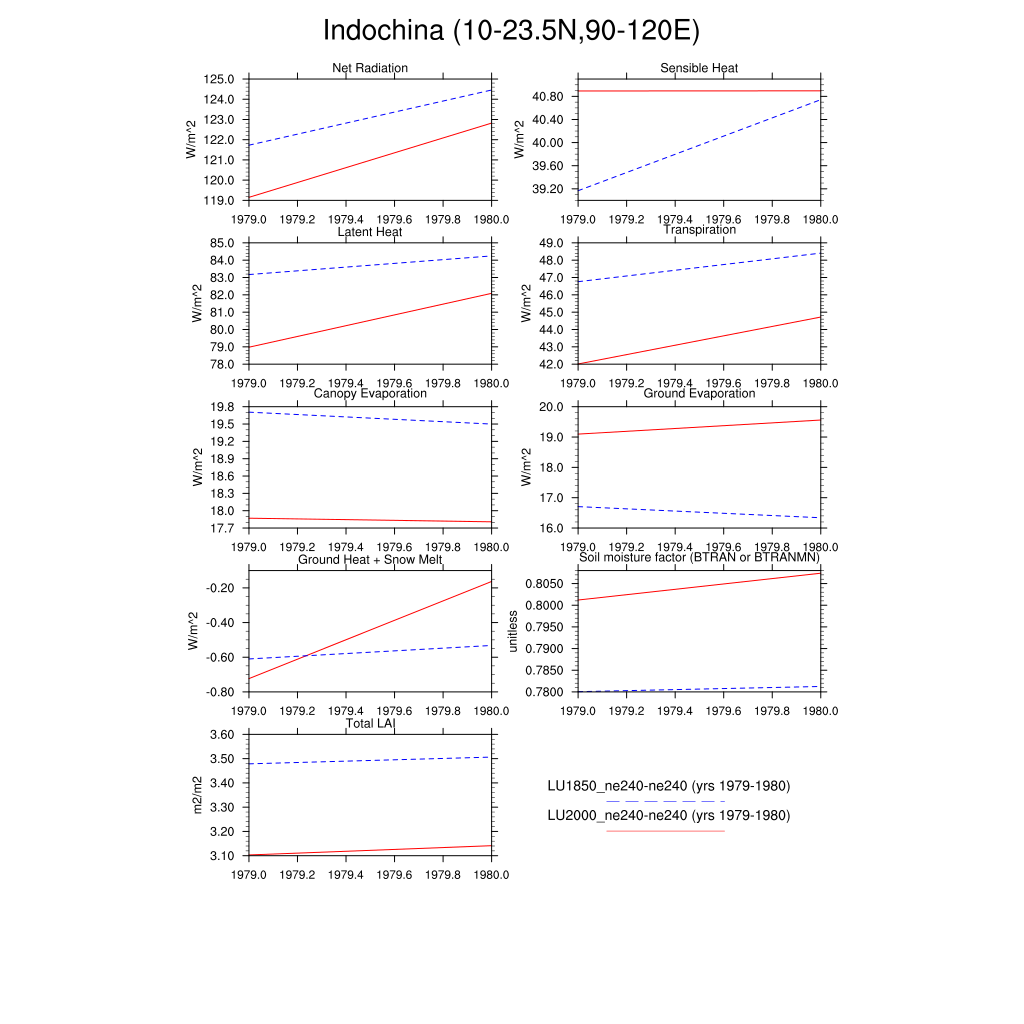 Indochina (10-23.5N,90-120E)
Net Radiation
W/m^2
125.0
124.0
123.0
122.0
121.0
120.0
119.0
1979.0 1979.2 1979.4 1979.6 1979.8 1980.0
Sensible Heat
W/m^2
40.80
40.40
40.00
39.60
39.20
1979.0 1979.2 1979.4 1979.6 1979.8 1980.0
Latent Heat
W/m^2
85.0
84.0
83.0
82.0
81.0
80.0
79.0
78.0
1979.0 1979.2 1979.4 1979.6 1979.8 1980.0
Transpiration
W/m^2
49.0
48.0
47.0
46.0
45.0
44.0
43.0
42.0
1979.0 1979.2 1979.4 1979.6 1979.8 1980.0
Canopy Evaporation
W/m^2
19.8
19.5
19.2
18.9
18.6
18.3
18.0
17.7
1979.0 1979.2 1979.4 1979.6 1979.8 1980.0
Ground Evaporation
W/m^2
20.0
19.0
18.0
17.0
16.0
1979.0 1979.2 1979.4 1979.6 1979.8 1980.0
Ground Heat + Snow Melt
W/m^2
-0.20
-0.40
-0.60
-0.80
1979.0 1979.2 1979.4 1979.6 1979.8 1980.0
Soil moisture factor (BTRAN or BTRANMN)
unitless
0.8050
0.8000
0.7950
0.7900
0.7850
0.7800
1979.0 1979.2 1979.4 1979.6 1979.8 1980.0
Total LAI
m2/m2
3.60
3.50
3.40
3.30
3.20
3.10
1979.0 1979.2 1979.4 1979.6 1979.8 1980.0
LU1850_ne240-ne240 (yrs 1979-1980)
LU2000_ne240-ne240 (yrs 1979-1980)